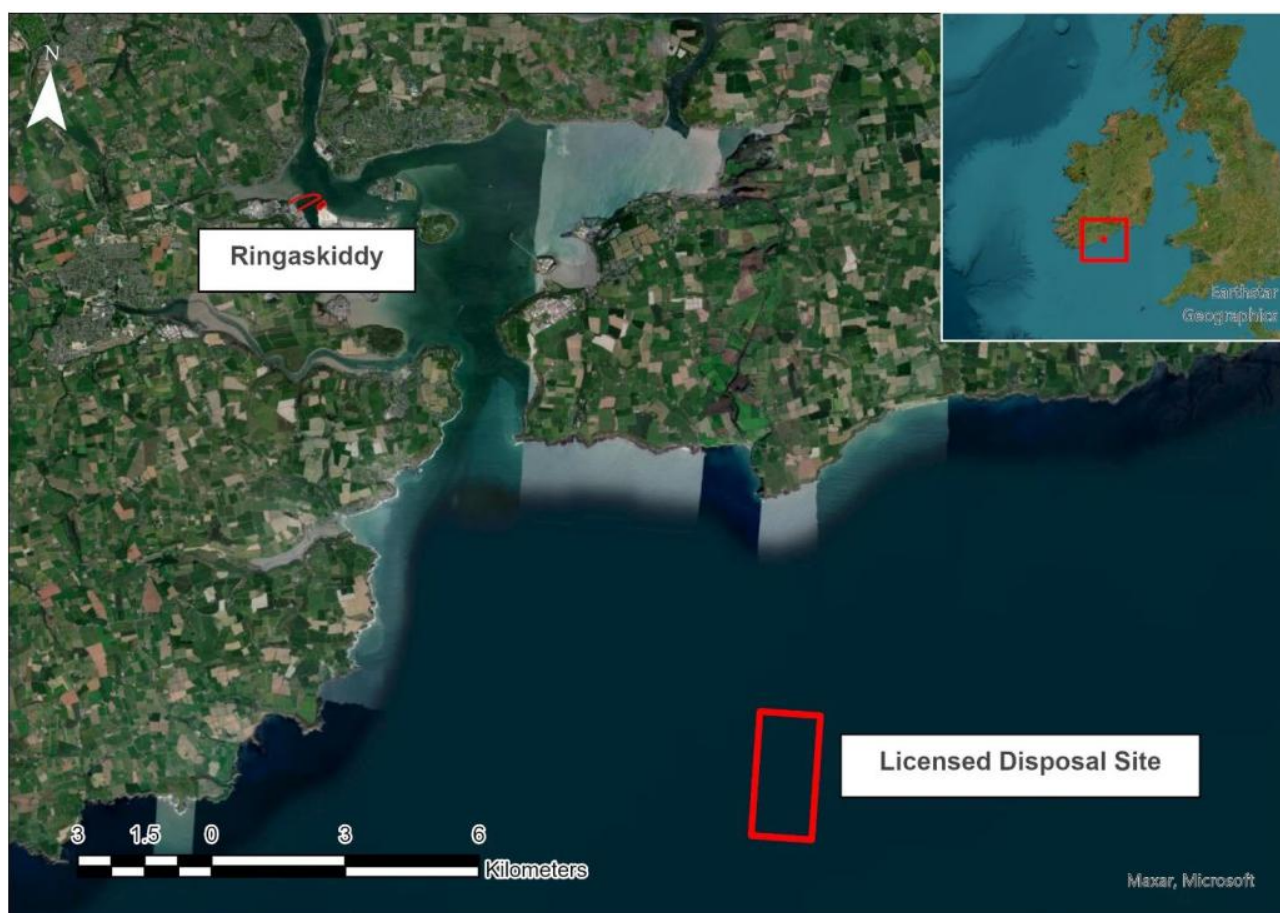 N
Earthstar
Geographics
Ringaskiddy
Licensed Disposal Site
3 1.5 0 3 6
Kilometers
Maxar, Microsoft